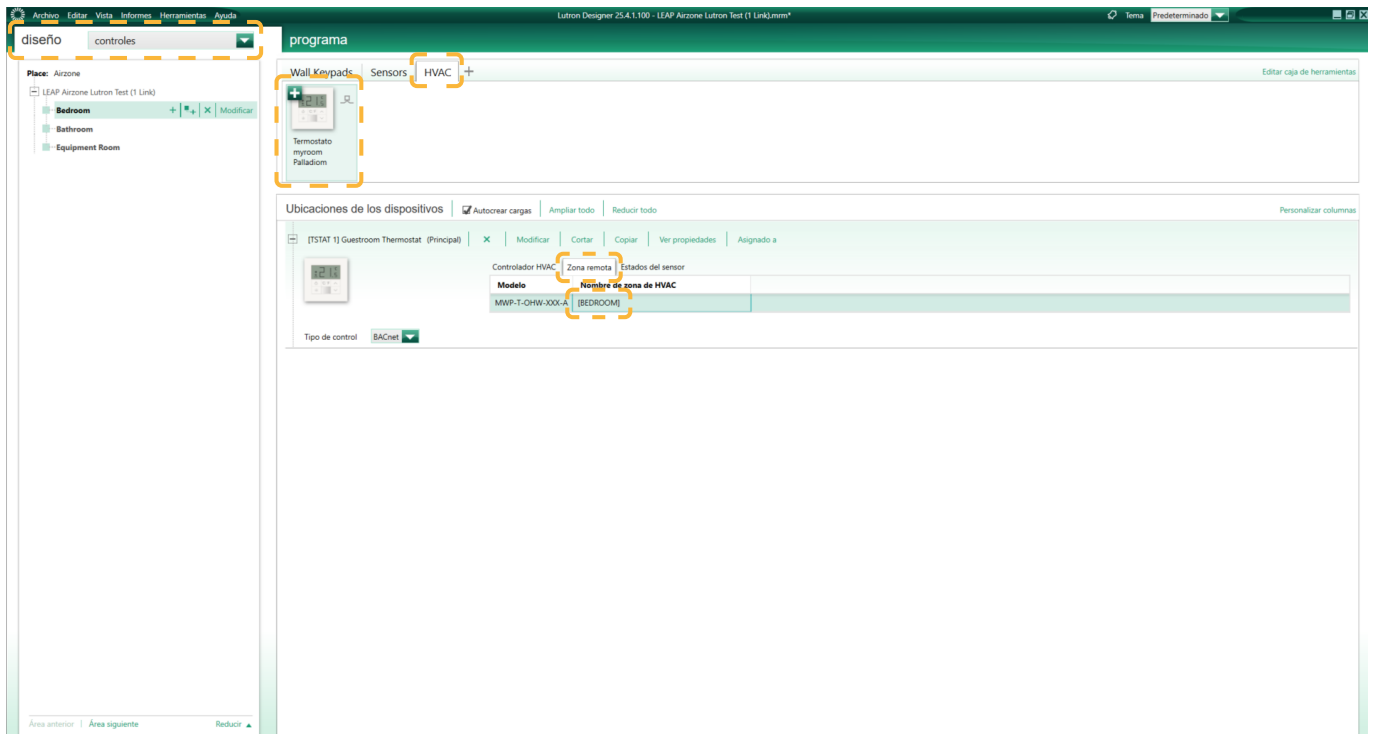 Archivo Editar Vista Informes Herramientas Ayuda
Lutron Designer 25.4.1.100 - LEAP Airzone Lutron Test (1 Link).mrm*
Tema Predeterminado
diseño controles
programa
Place: Airzone
LEAP Airzone Lutron Test (1 Link)
Bedroom + + × Modificar
Bathroom
Equipment Room
Wall Keypads Sensors HVAC +
Editar caja de herramientas
Termostato
myroom
Palladiom
Ubicaciones de los dispositivos Autocrear cargas Ampliar todo Reducir todo
Personalizar columnas
[TSTAT 1] Guestroom Thermostat (Principal) × Modificar Cortar Copiar Ver propiedades Asignado a
Controlador HVAC Zona remota Estados del sensor
Modelo Nombre de zona de HVAC
MWP-T-OHW-XXX-A [BEDROOM]
Tipo de control BACnet
Área anterior Área siguiente Reducir